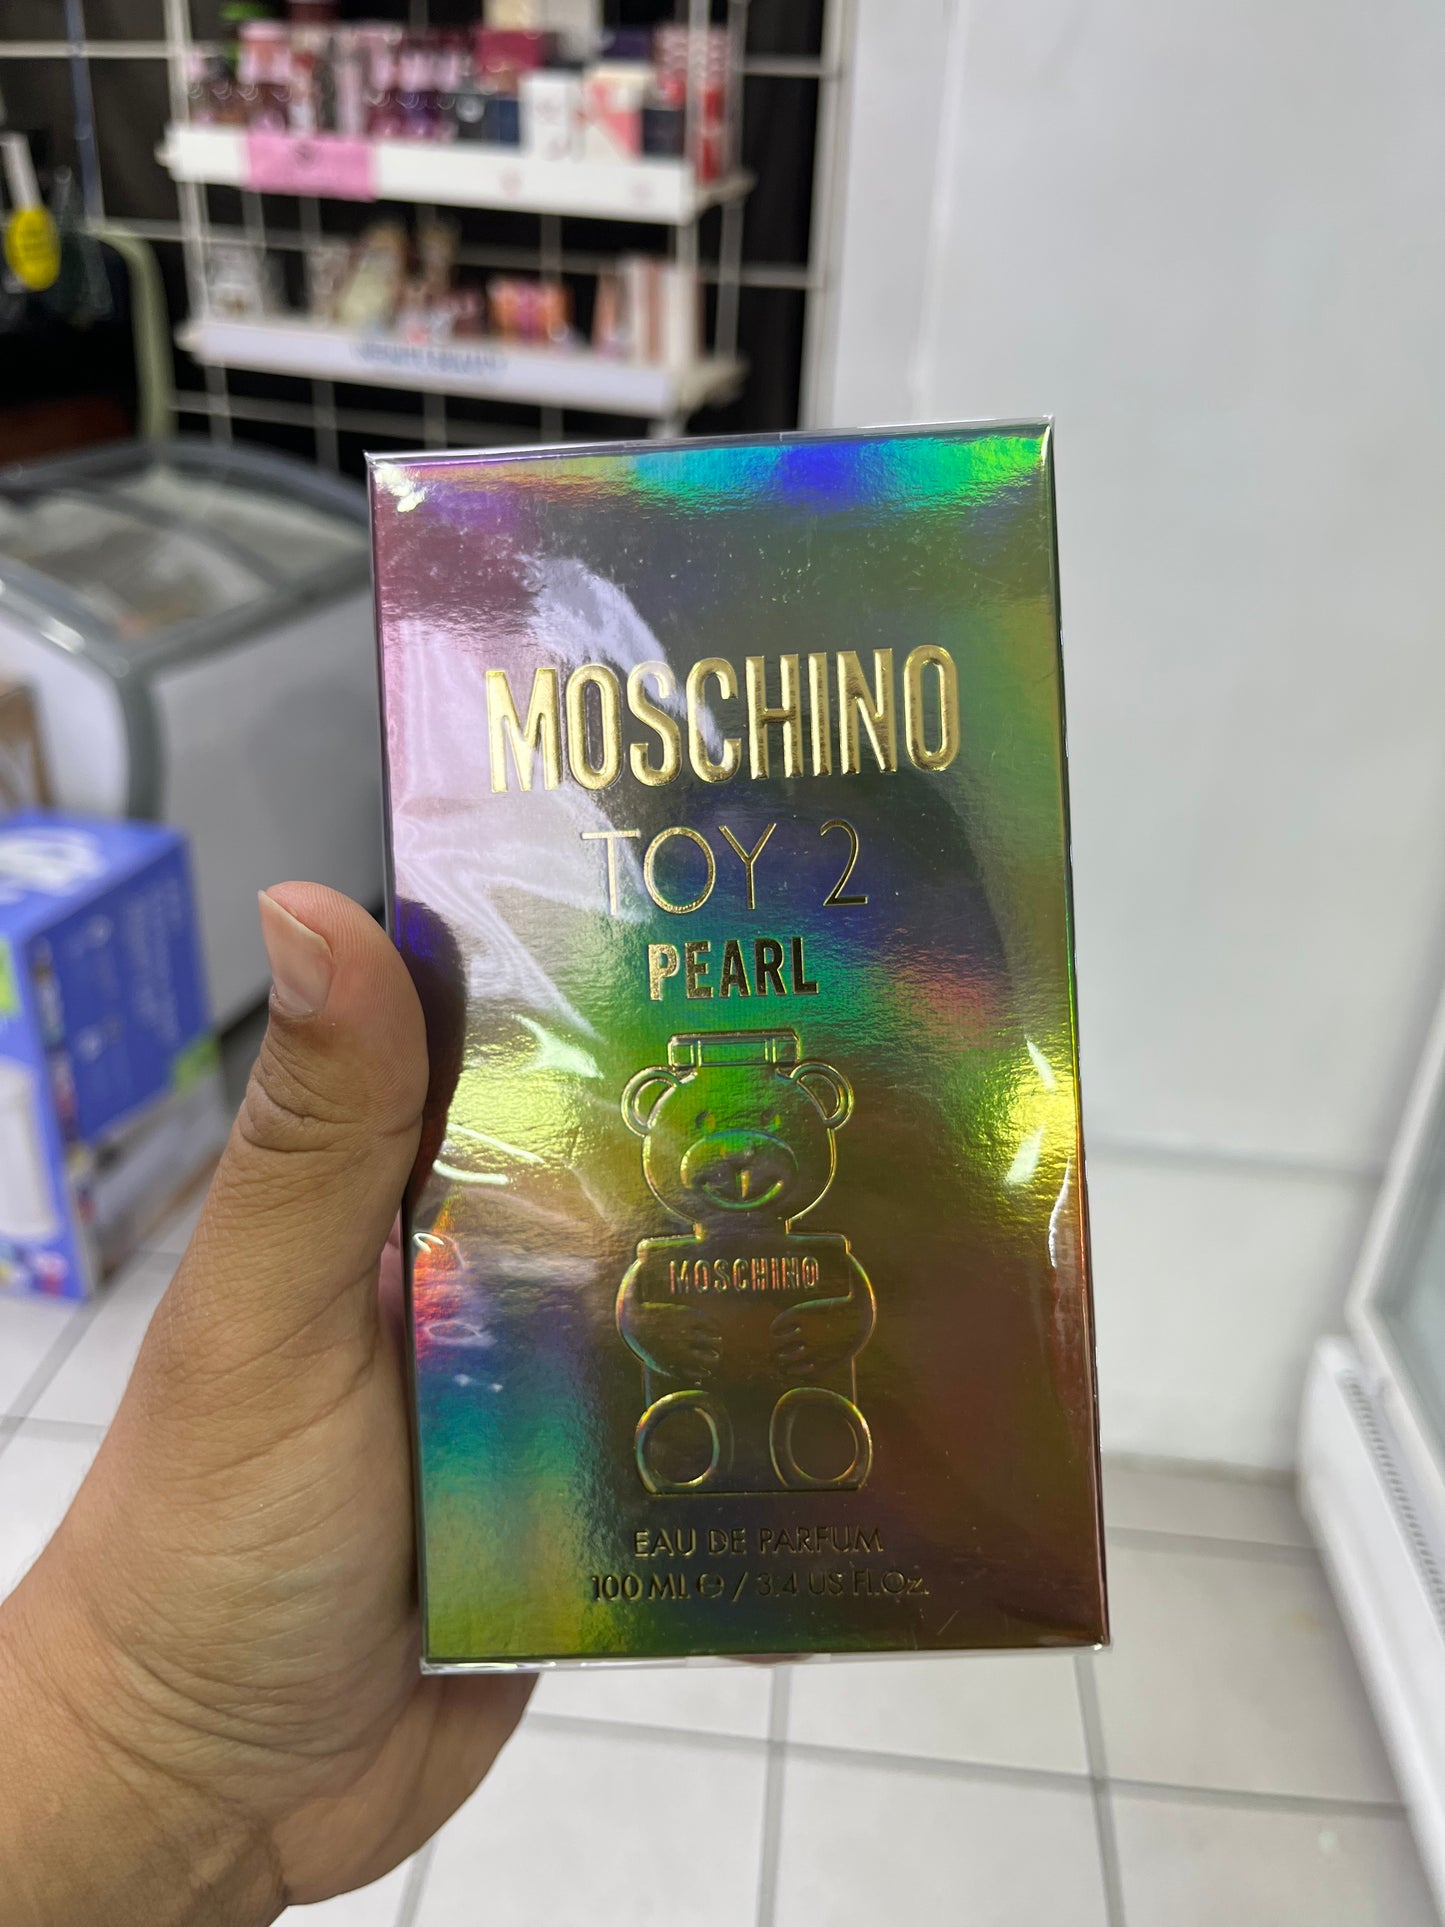 MOSCHINO
TOY 2
PEARL
MOSCHINO
EAU DE PARFUM
100 ML ℮ / 3.4 US Fl.Oz.